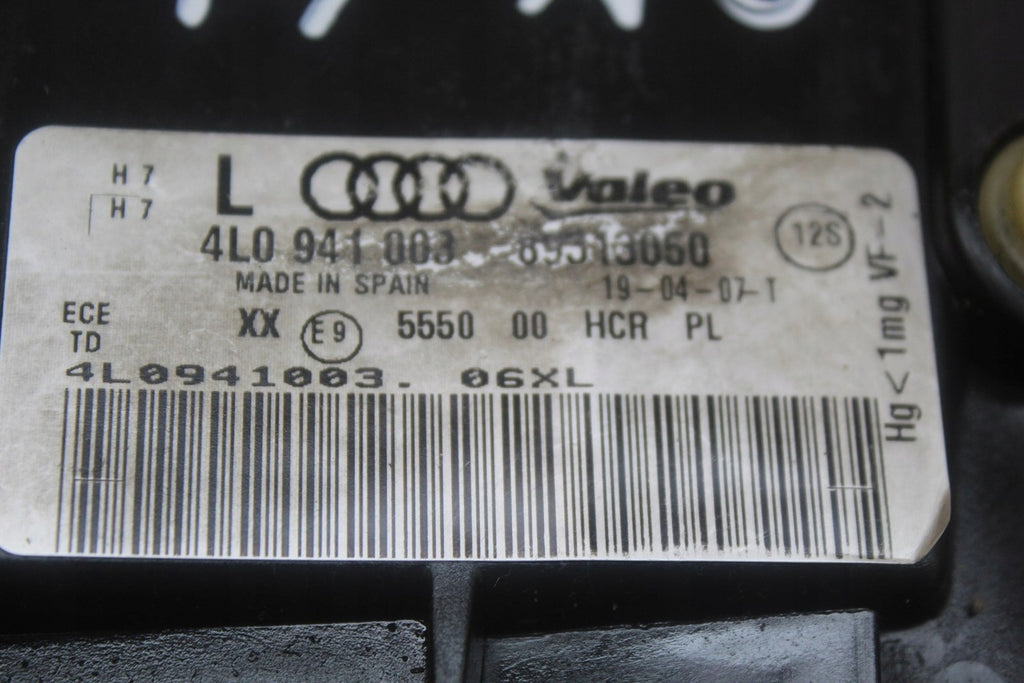 H 7 L Valeo
H 7
4L0 941 003 89313050 12S
MADE IN SPAIN 19-04-07-T
ECE XX E9 5550 00 HCR PL
TD
4L0941003. 06XL
Hg < 1mg VF-2